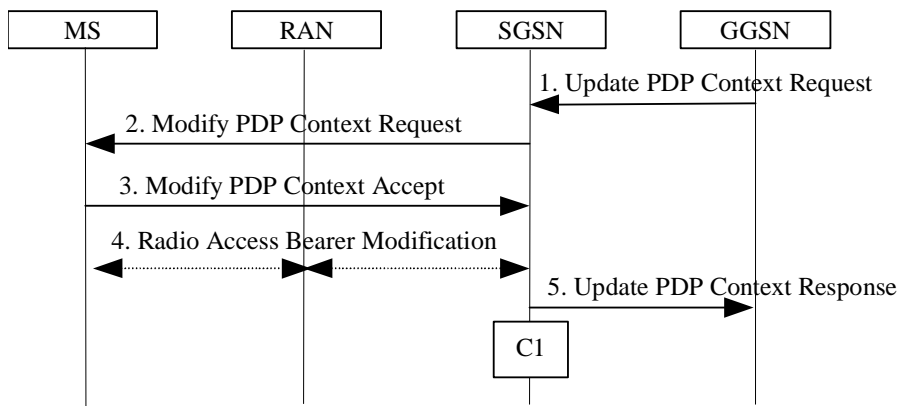 MS
RAN
SGSN
GGSN
1. Update PDP Context Request
2. Modify PDP Context Request
3. Modify PDP Context Accept
4. Radio Access Bearer Modification
5. Update PDP Context Response
C1